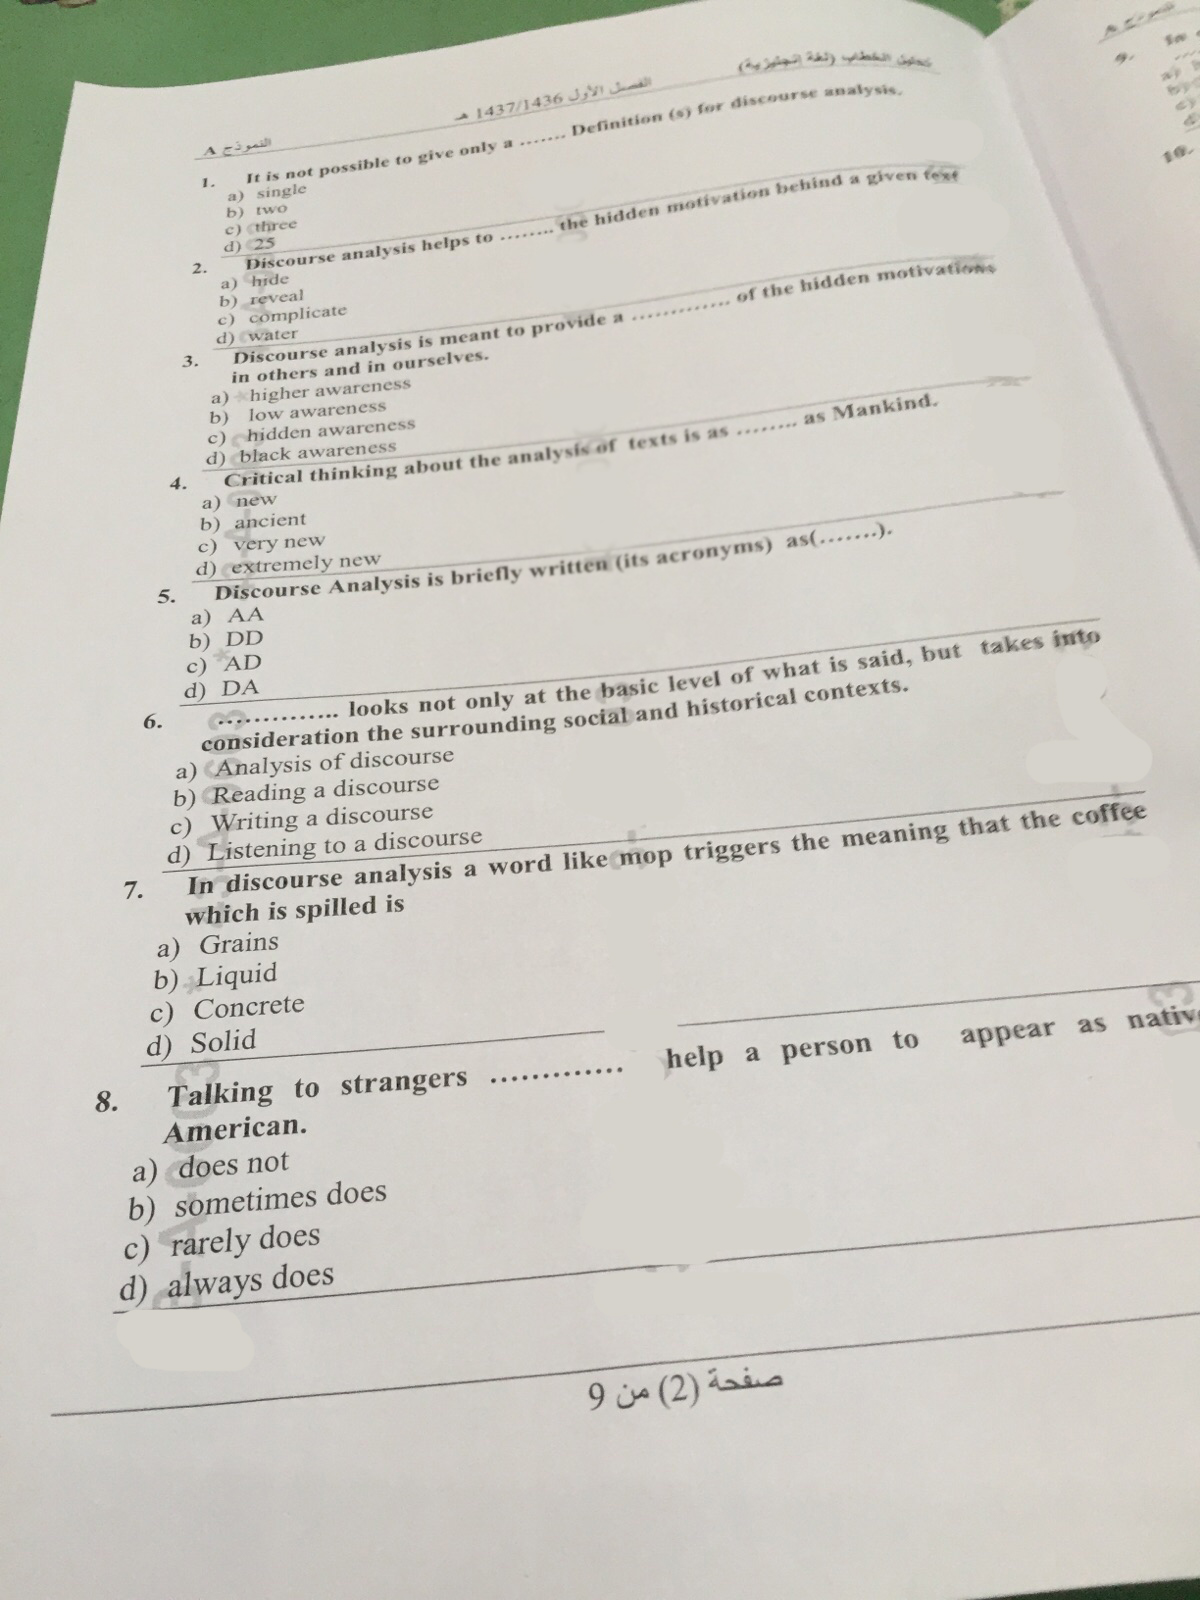 تحليل الخطاب (لغة إنجليزية)
الفصل الأول 1437/1436 هـ
النموذج A
1. It is not possible to give only a ....... Definition (s) for discourse analysis.
a) single
b) two
c) three
d) 25
2. Discourse analysis helps to ........ the hidden motivation behind a given text
a) hide
b) reveal
c) complicate
d) water
3. Discourse analysis is meant to provide a ............. of the hidden motivations
in others and in ourselves.
a) higher awareness
b) low awareness
c) hidden awareness
d) black awareness
4. Critical thinking about the analysis of texts is as ........ as Mankind.
a) new
b) ancient
c) very new
d) extremely new
5. Discourse Analysis is briefly written (its acronyms) as(.......).
a) AA
b) DD
c) AD
d) DA
6. .............. looks not only at the basic level of what is said, but takes into
consideration the surrounding social and historical contexts.
a) Analysis of discourse
b) Reading a discourse
c) Writing a discourse
d) Listening to a discourse
7. In discourse analysis a word like mop triggers the meaning that the coffee
which is spilled is
a) Grains
b) Liquid
c) Concrete
d) Solid
8. Talking to strangers ............. help a person to appear as native
American.
a) does not
b) sometimes does
c) rarely does
d) always does
صفحة (2) من 9
9.
10.